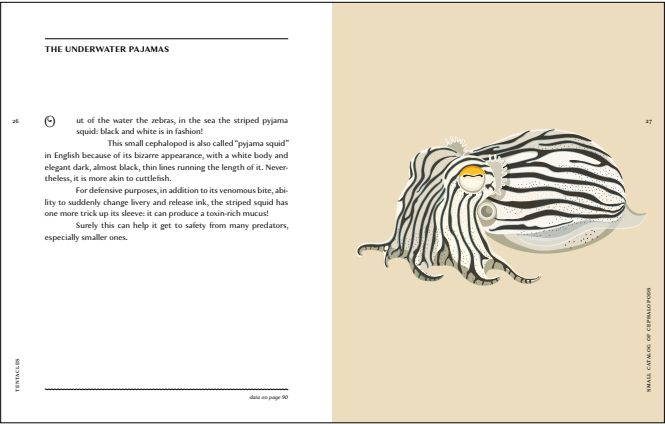 THE UNDERWATER PAJAMAS
26
Out of the water the zebras, in the sea the striped pyjama
squid: black and white is in fashion!
This small cephalopod is also called “pyjama squid”
in English because of its bizarre appearance, with a white body and
elegant dark, almost black, thin lines running the length of it. Never-
theless, it is more akin to cuttlefish.
For defensive purposes, in addition to its venomous bite, abi-
lity to suddenly change livery and release ink, the striped squid has
one more trick up its sleeve: it can produce a toxin-rich mucus!
Surely this can help it get to safety from many predators,
especially smaller ones.
TENTACLES
data on page 90
27
SMALL CATALOG OF CEPHALOPODS